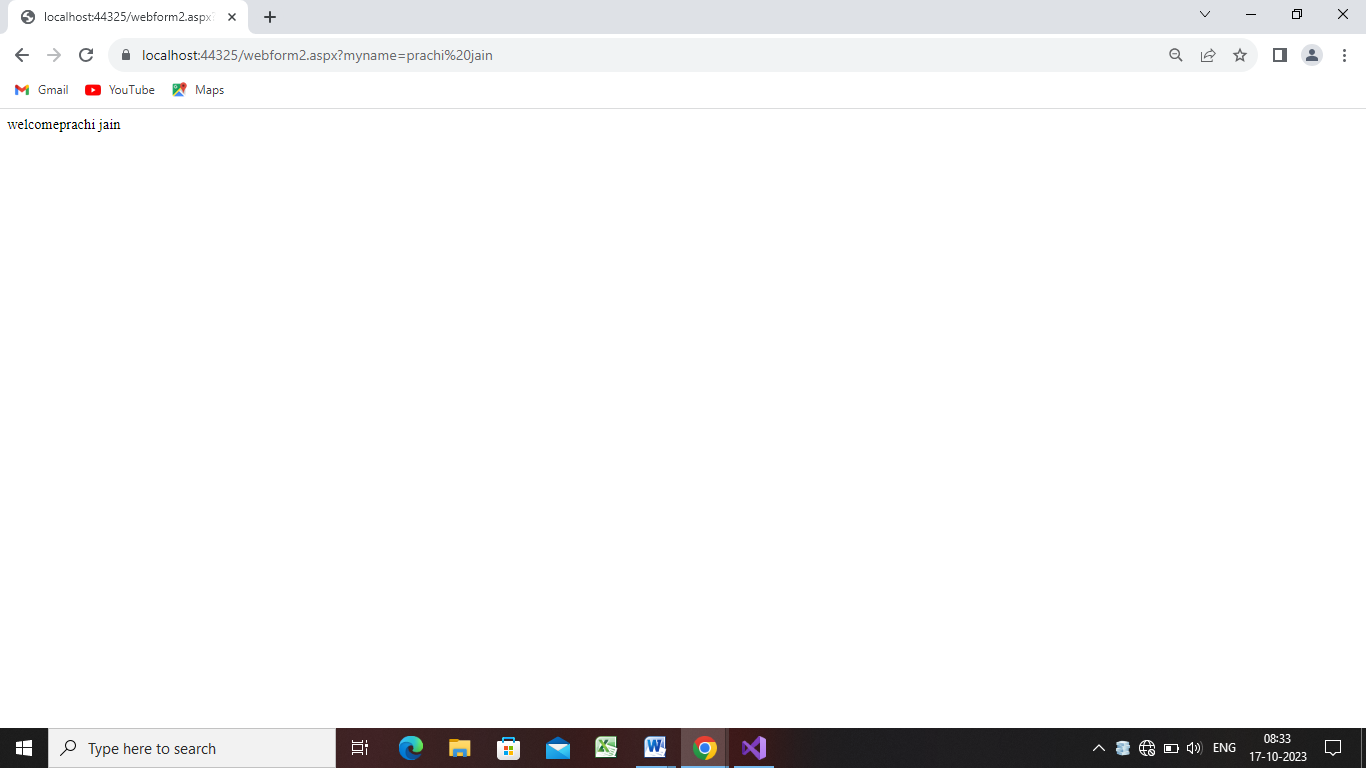 localhost:44325/webform2.aspx?
localhost:44325/webform2.aspx?myname=prachi%20jain
Gmail YouTube Maps
welcomeprachi jain
Type here to search
ENG
08:33
17-10-2023